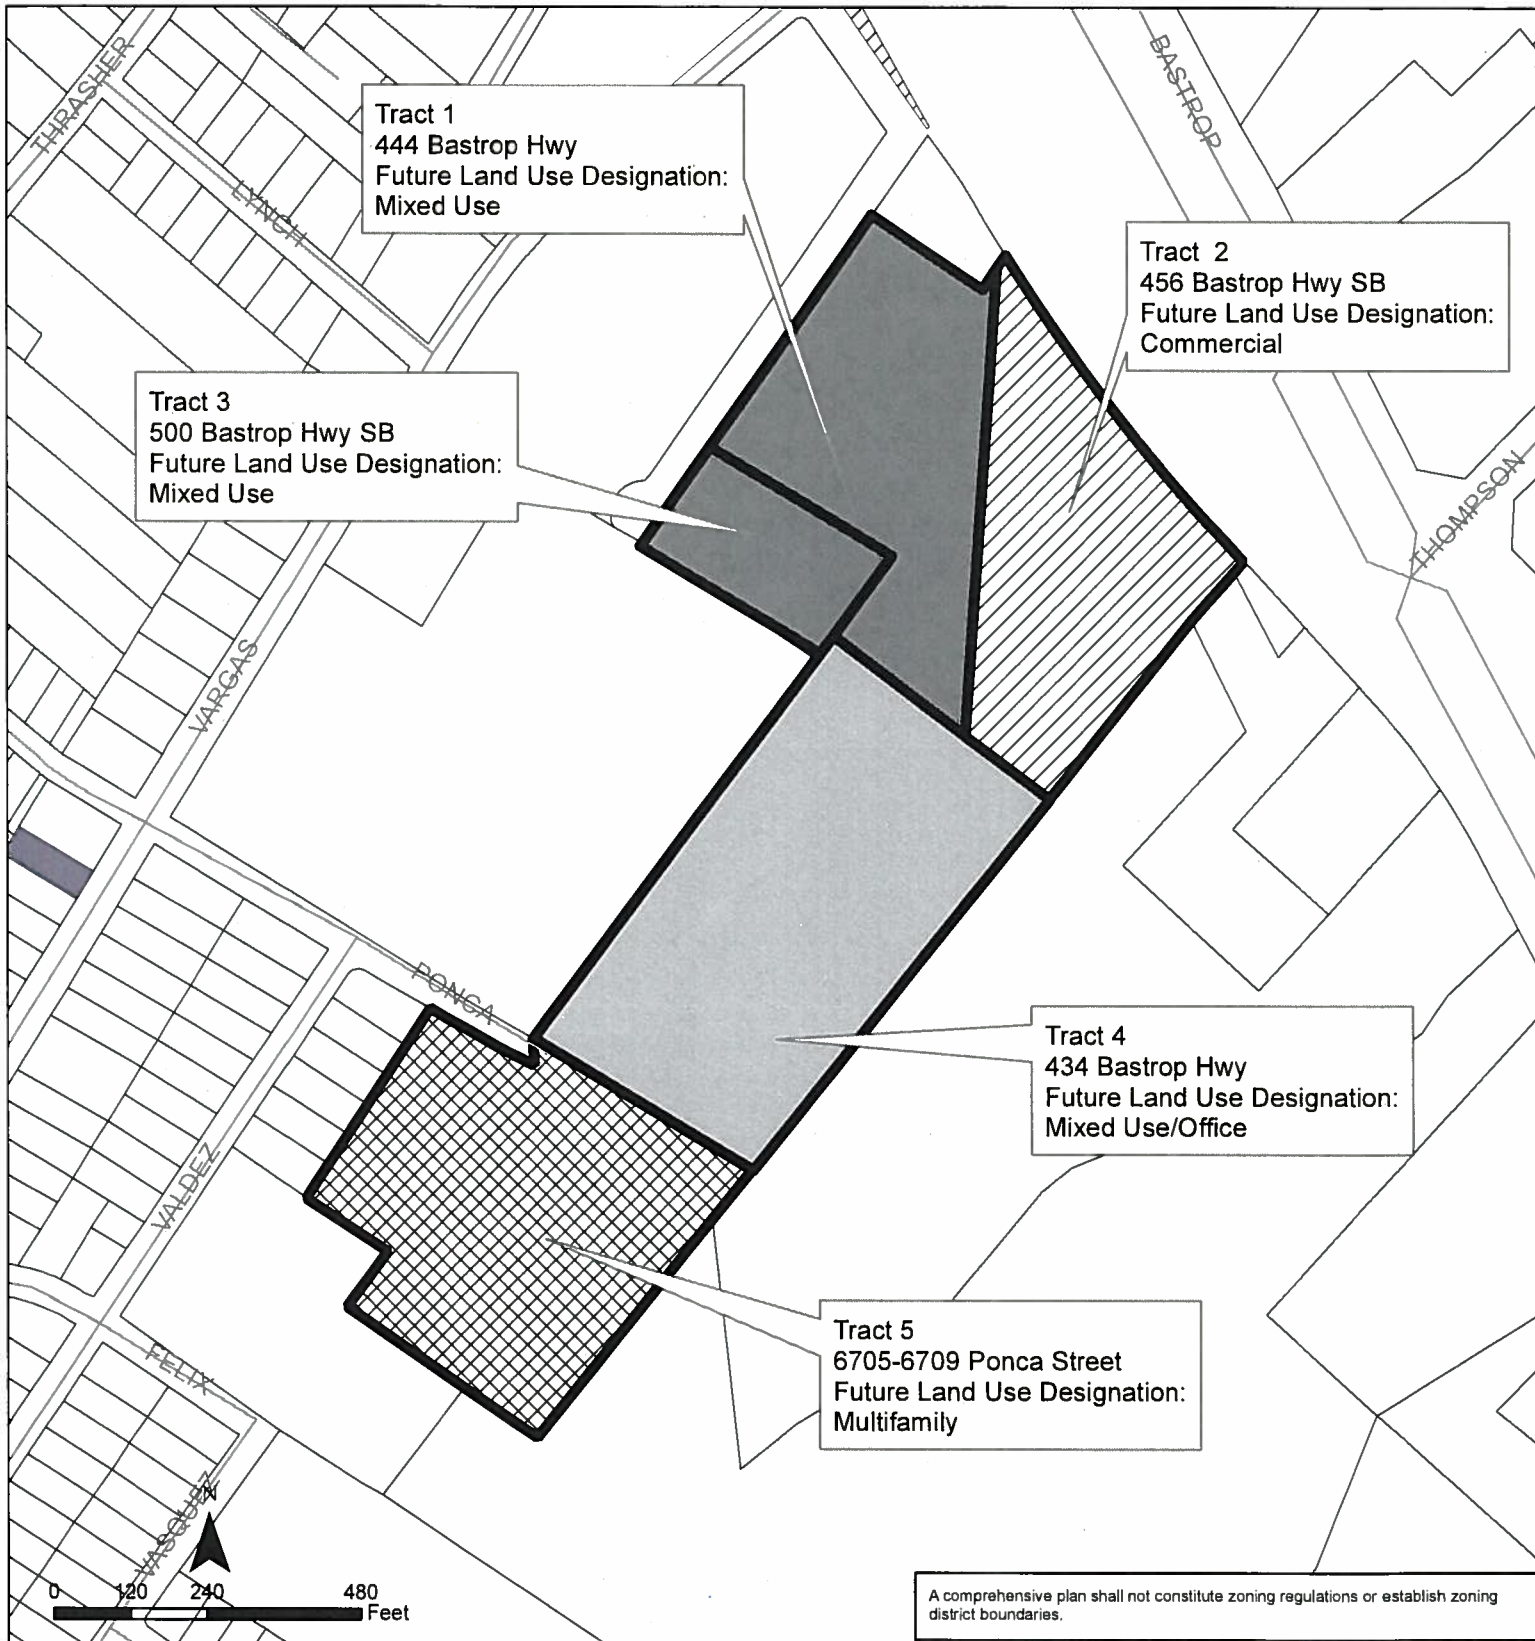 THRASHER
BASTROP
Tract 1
444 Bastrop Hwy
Future Land Use Designation:
Mixed Use
LYNCH
Tract 2
456 Bastrop Hwy SB
Future Land Use Designation:
Commercial
Tract 3
500 Bastrop Hwy SB
Future Land Use Designation:
Mixed Use
THOMPSON
VARGAS
PONCA
Tract 4
434 Bastrop Hwy
Future Land Use Designation:
Mixed Use/Office
VALDEZ
Tract 5
6705-6709 Ponca Street
Future Land Use Designation:
Multifamily
FELIX
VASQUEZ
N
0 120 240 480
Feet
A comprehensive plan shall not constitute zoning regulations or establish zoning
district boundaries.